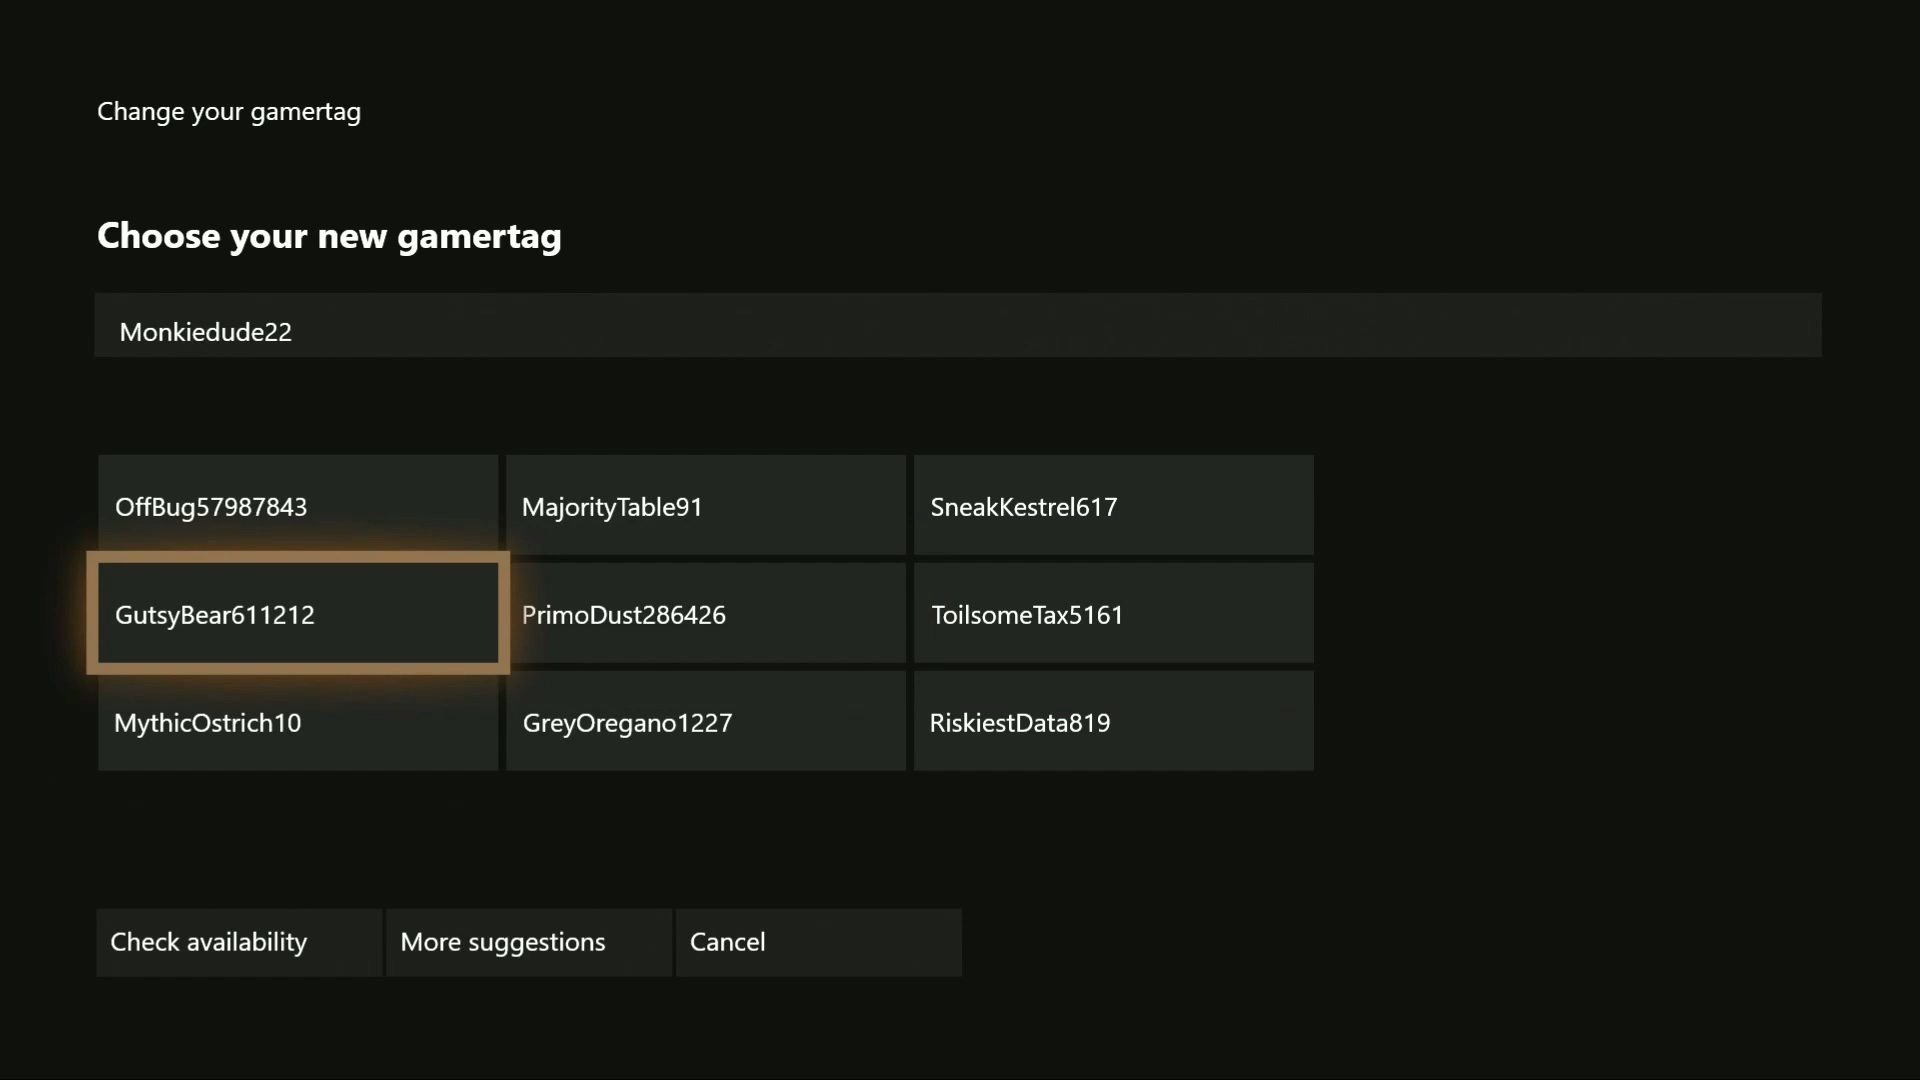 Change your gamertag
Choose your new gamertag
Monkiedude22
OffBug57987843 MajorityTable91 SneakKestrel617
GutsyBear611212 PrimoDust286426 ToilsomeTax5161
MythicOstrich10 GreyOregano1227 RiskiestData819
Check availability More suggestions Cancel